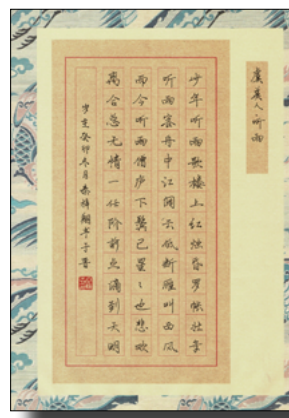 虞美人 听雨
少年听雨歌楼上红烛昏罗帐壮年
听雨客舟中江阔云低断雁叫西风
而今听雨僧庐下鬓已星〻也悲欢
离合总无情一任阶前点滴到天明
岁在癸卯冬月